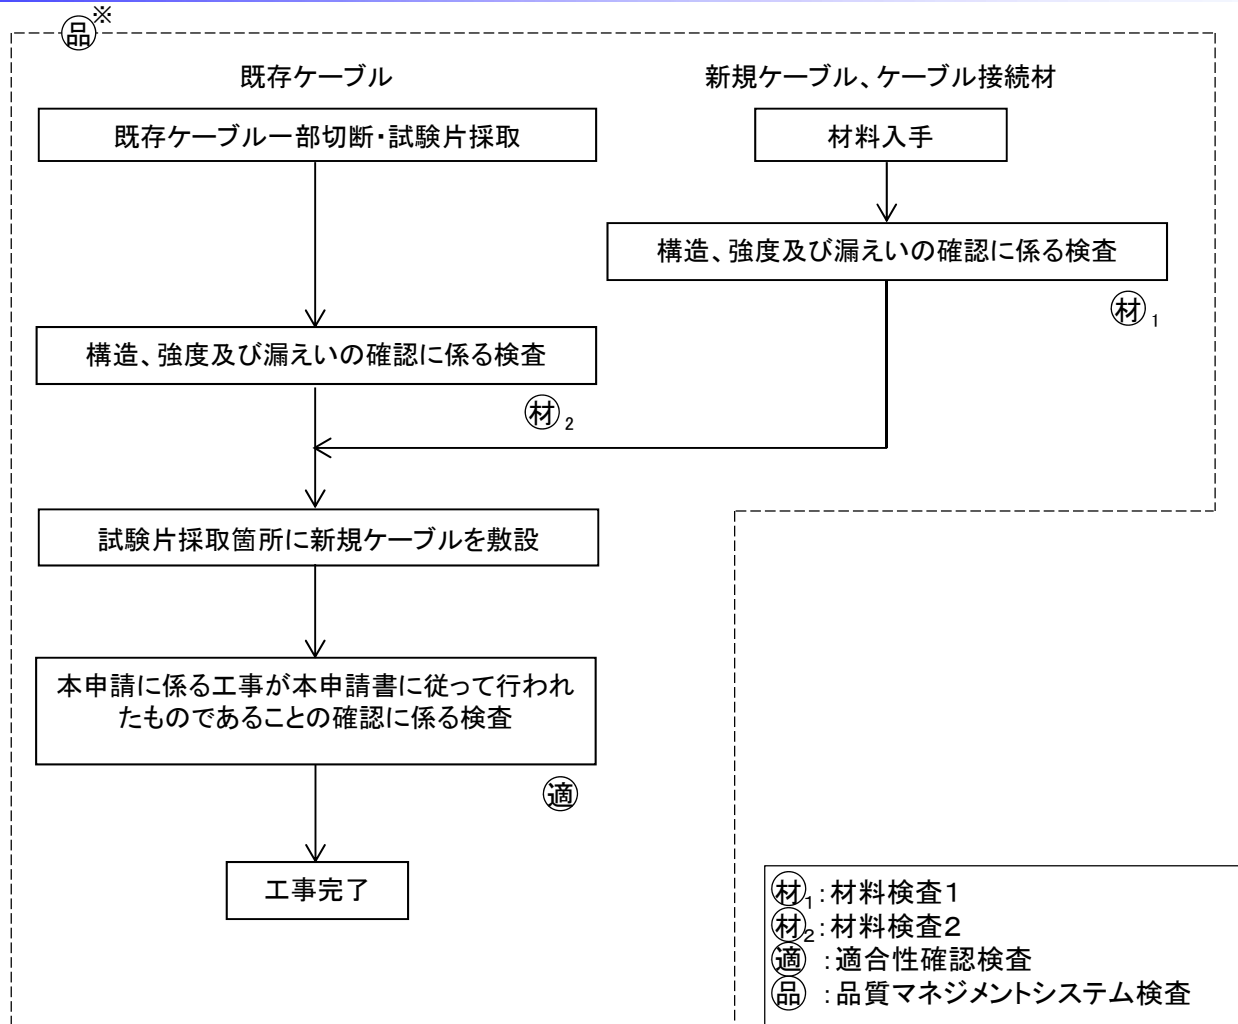 品※
既存ケーブル
新規ケーブル、ケーブル接続材
既存ケーブル一部切断・試験片採取
材料入手
構造、強度及び漏えいの確認に係る検査
材1
構造、強度及び漏えいの確認に係る検査
材2
試験片採取箇所に新規ケーブルを敷設
本申請に係る工事が本申請書に従って行われ
たものであることの確認に係る検査
適
工事完了
材1:材料検査1
材2:材料検査2
適:適合性確認検査
品:品質マネジメントシステム検査